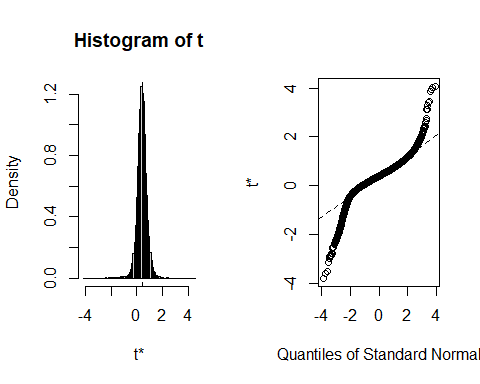 Histogram of t
Density
0.0
0.4
0.8
1.2
-4 -2 0 2 4
t*
t*
-4
-2
0
2
4
-4 -2 0 2 4
Quantiles of Standard Normal